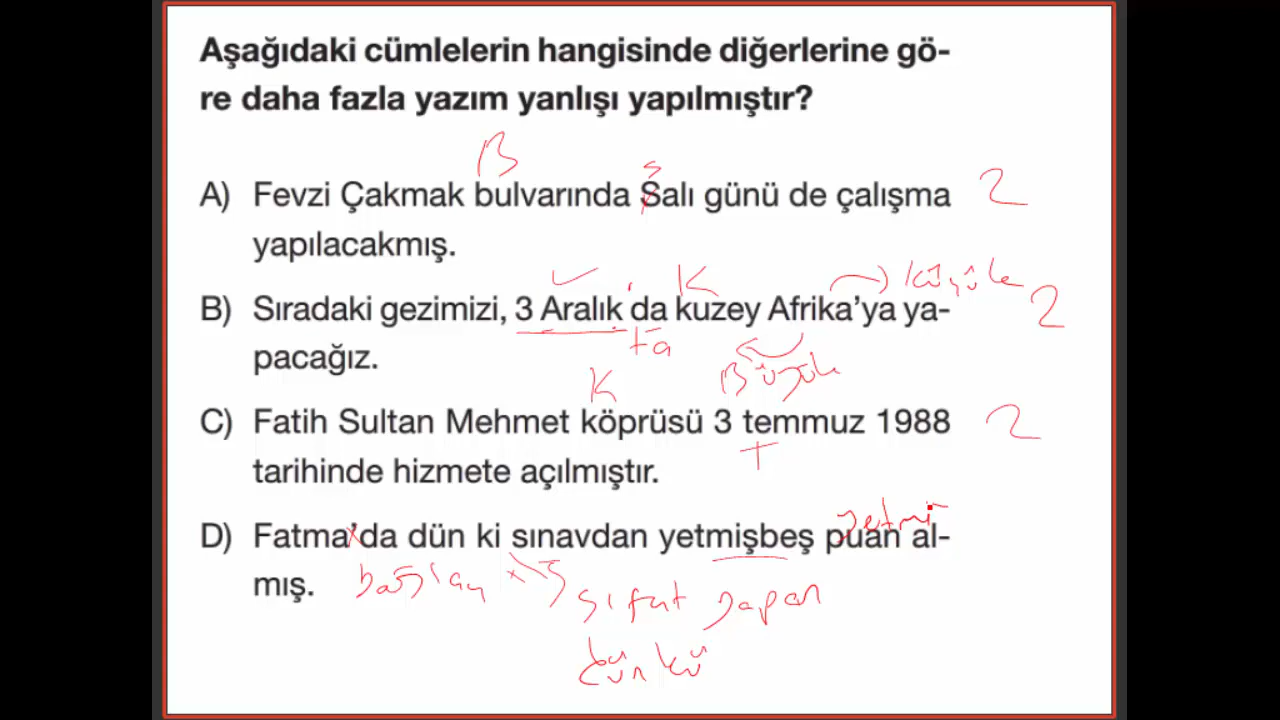 Aşağıdaki cümlelerin hangisinde diğerlerine gö-
re daha fazla yazım yanlışı yapılmıştır?
B
ş
A) Fevzi Çakmak bulvarında Salı günü de çalışma 2
yapılacakmış.
K küçük
B) Sıradaki gezimizi, 3 Aralık da kuzey Afrika'ya ya- 2
ta
pacağız.
Büyük
K
C) Fatih Sultan Mehmet köprüsü 3 temmuz 1988 2
T
tarihinde hizmete açılmıştır.
yetmi
D) Fatma'da dün ki sınavdan yetmişbeş puan al-
mış.
bağlaç
sıfat yapan
dünkü